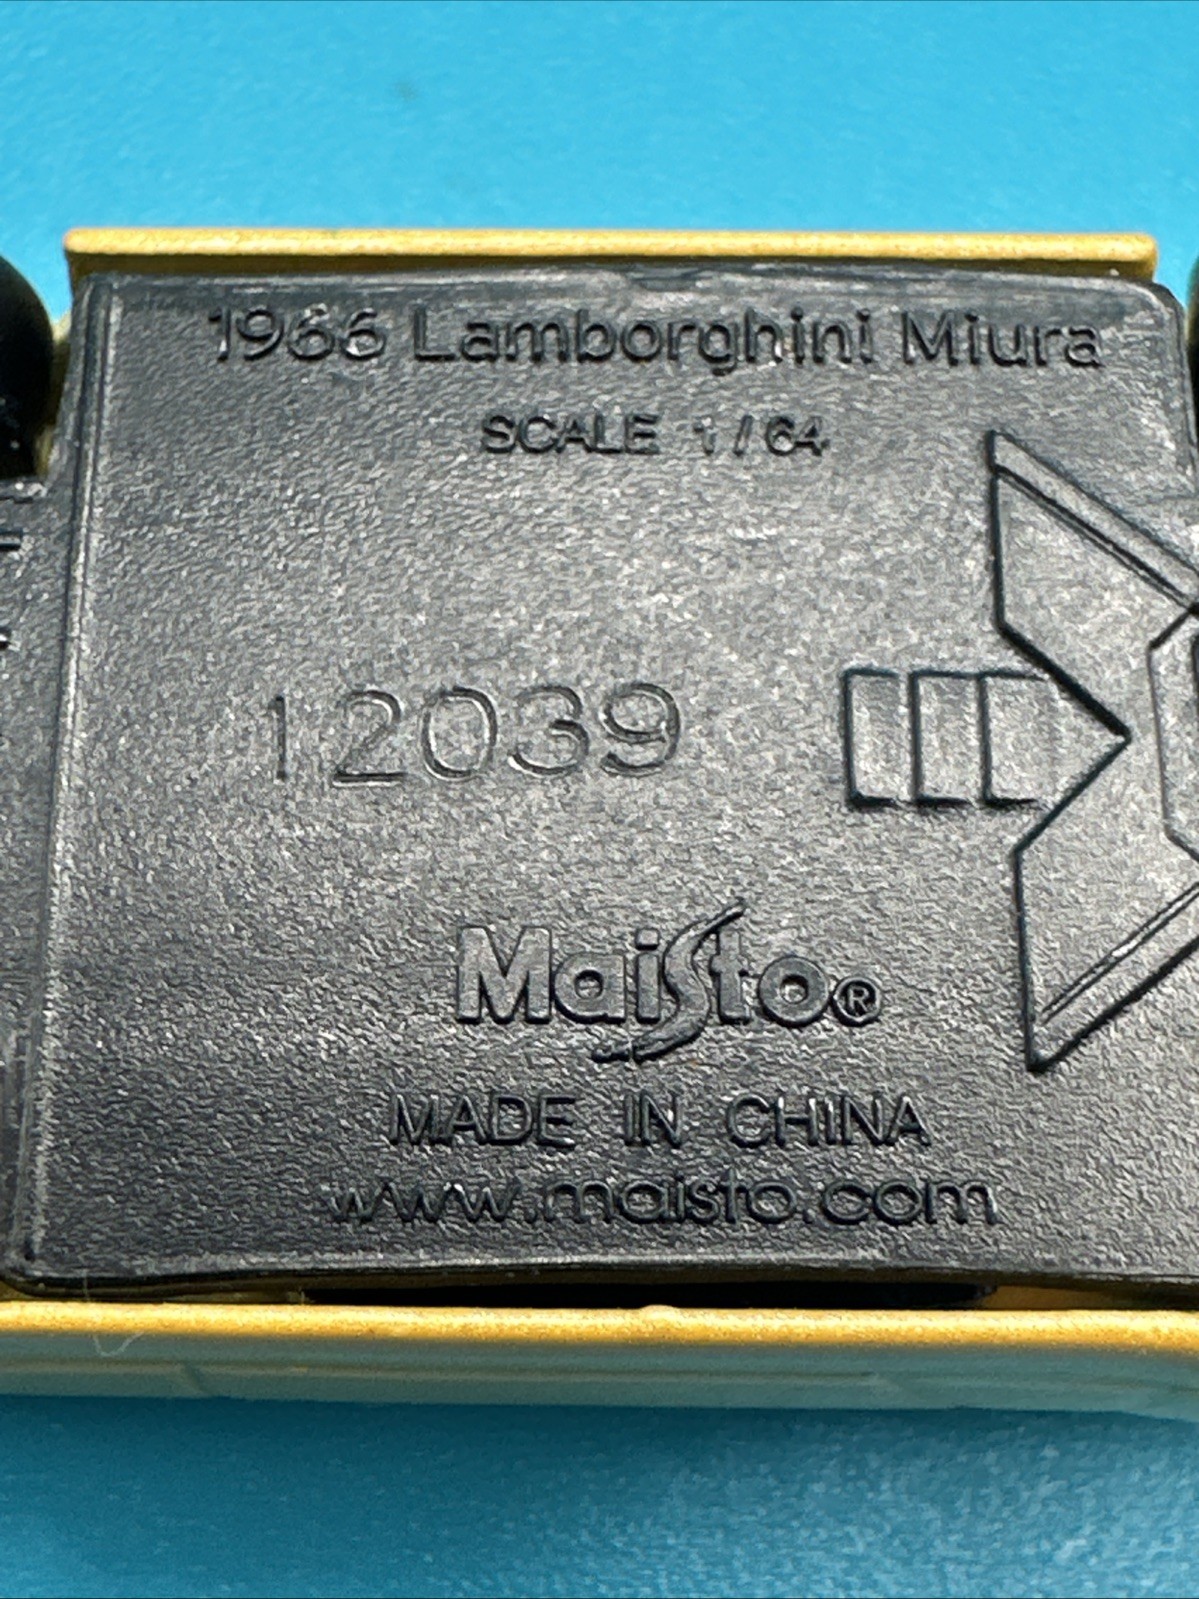 1966 Lamborghini Miura
SCALE 1/64
12039
Maisto®
MADE IN CHINA
www.maisto.com